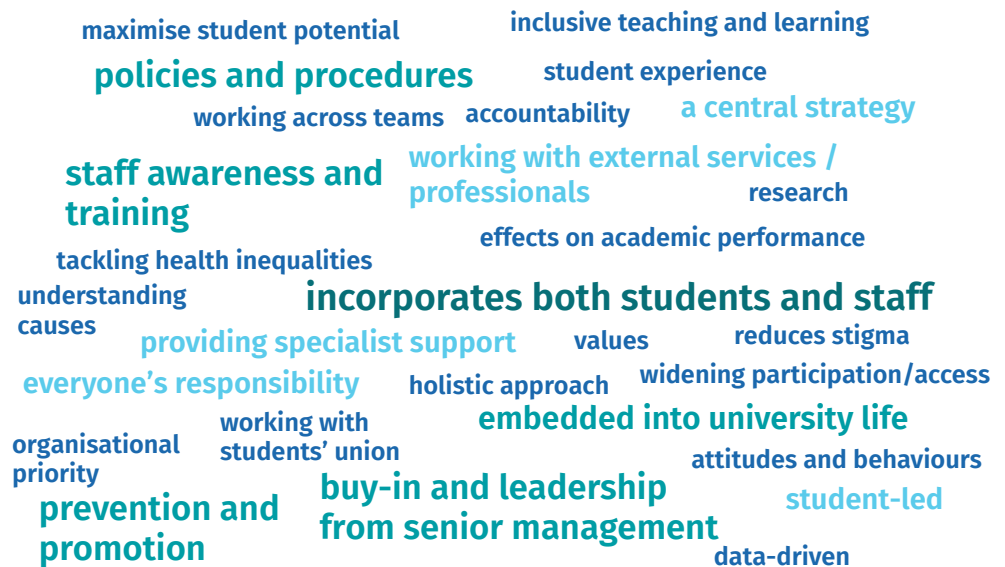 maximise student potential
inclusive teaching and learning
policies and procedures
student experience
working across teams
accountability
a central strategy
staff awareness and
training
working with external services /
professionals
research
effects on academic performance
tackling health inequalities
understanding
causes
incorporates both students and staff
providing specialist support
values
reduces stigma
everyone’s responsibility
holistic approach
widening participation/access
working with
students’ union
embedded into university life
organisational
priority
attitudes and behaviours
prevention and
promotion
buy-in and leadership
from senior management
student-led
data-driven